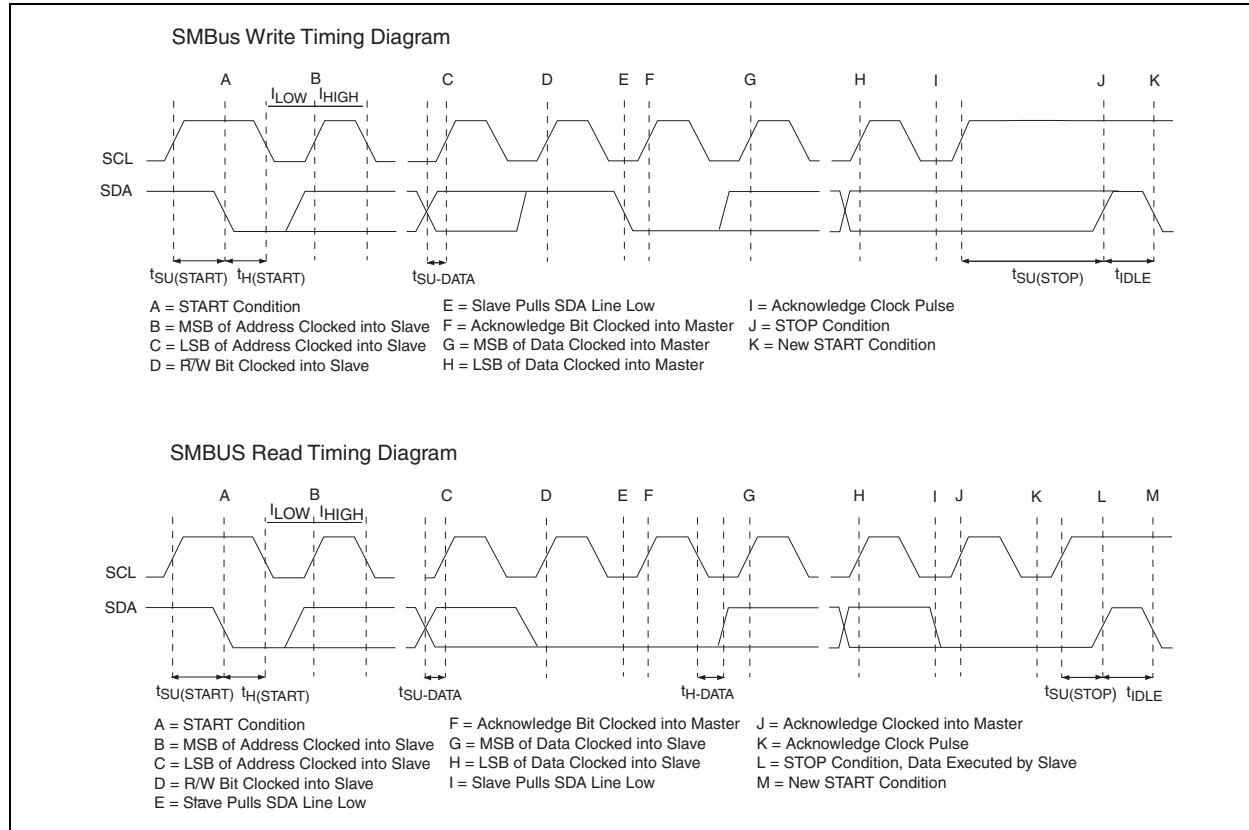 SMBus Write Timing Diagram
A B C D E F G H I J K
ILOW IHIGH
SCL
SDA
tSU(START) tH(START) tSU-DATA tSU(STOP) tIDLE
A = START Condition
B = MSB of Address Clocked into Slave
C = LSB of Address Clocked into Slave
D = R/W Bit Clocked into Slave
E = Slave Pulls SDA Line Low
F = Acknowledge Bit Clocked into Master
G = MSB of Data Clocked into Master
H = LSB of Data Clocked into Master
I = Acknowledge Clock Pulse
J = STOP Condition
K = New START Condition
SMBUS Read Timing Diagram
A B C D E F G H I J K L M
ILOW IHIGH
SCL
SDA
tSU(START) tH(START) tSU-DATA tH-DATA tSU(STOP) tIDLE
A = START Condition
B = MSB of Address Clocked into Slave
C = LSB of Address Clocked into Slave
D = R/W Bit Clocked into Slave
E = Slave Pulls SDA Line Low
F = Acknowledge Bit Clocked into Master
G = MSB of Data Clocked into Slave
H = LSB of Data Clocked into Slave
I = Slave Pulls SDA Line Low
J = Acknowledge Clocked into Master
K = Acknowledge Clock Pulse
L = STOP Condition, Data Executed by Slave
M = New START Condition